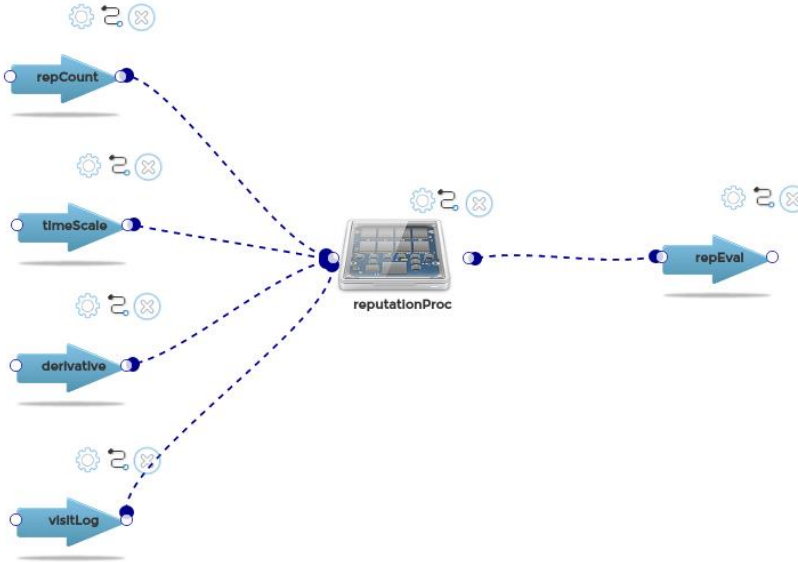 repCount
timeScale
reputationProc
repEval
derivative
visitLog